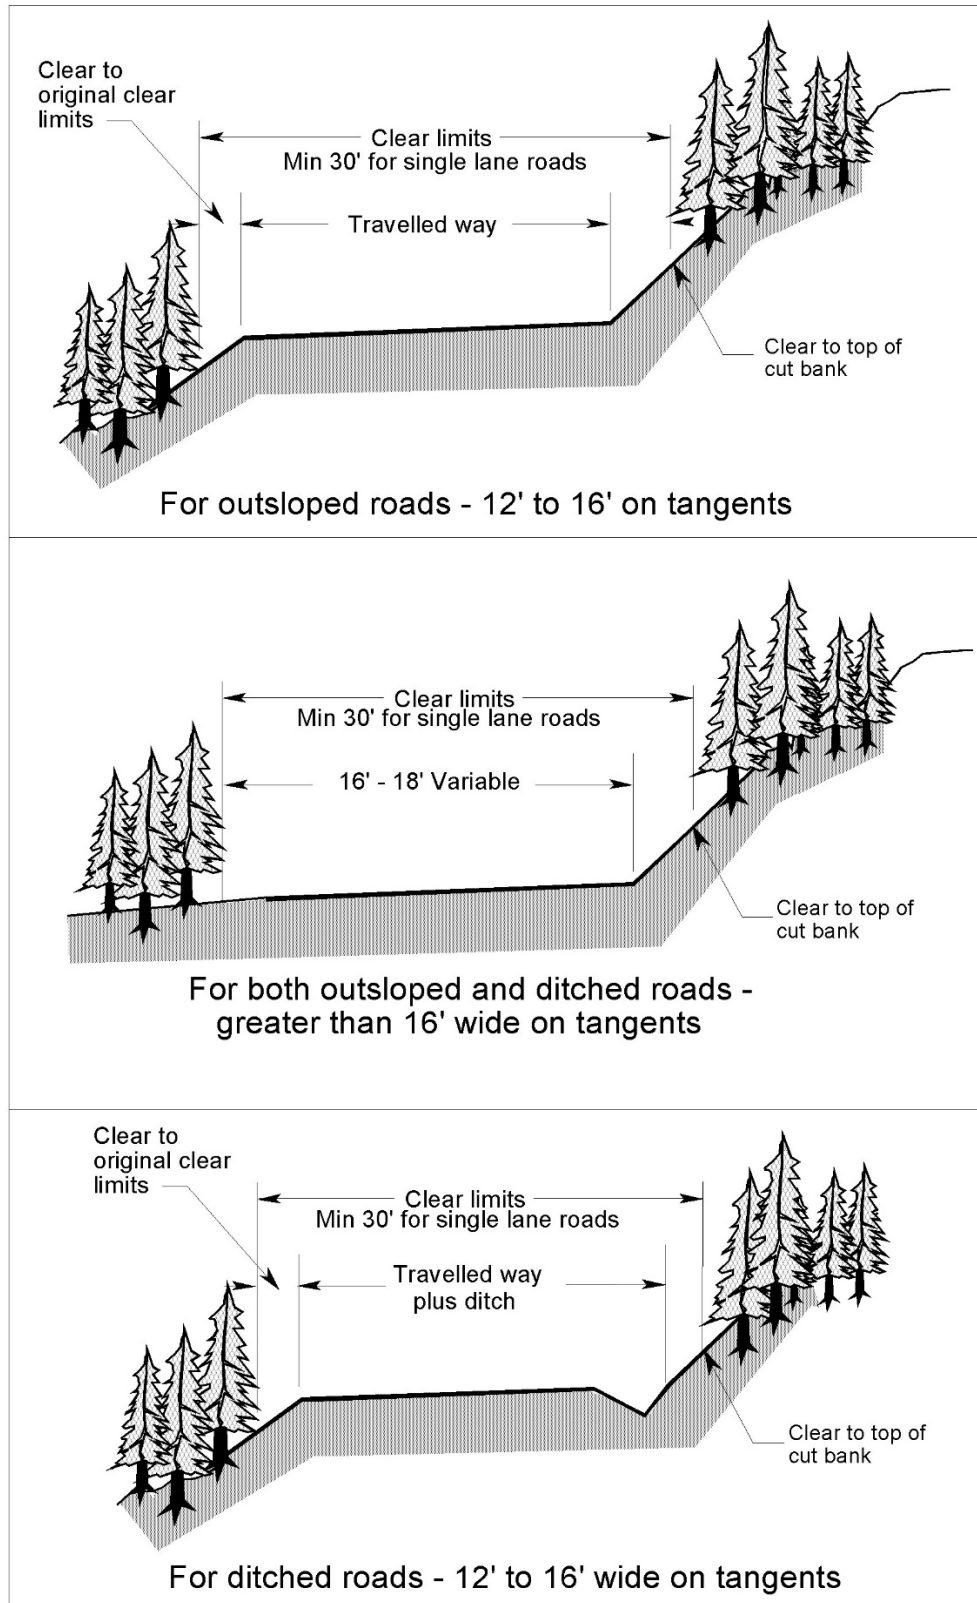 Clear to
original clear
limits
Clear limits
Min 30' for single lane roads
Travelled way
Clear to top of
cut bank
For outsloped roads - 12' to 16' on tangents
Clear limits
Min 30' for single lane roads
16' - 18' Variable
Clear to top of
cut bank
For both outsloped and ditched roads -
greater than 16' wide on tangents
Clear to
original clear
limits
Clear limits
Min 30' for single lane roads
Travelled way
plus ditch
Clear to top of
cut bank
For ditched roads - 12' to 16' wide on tangents